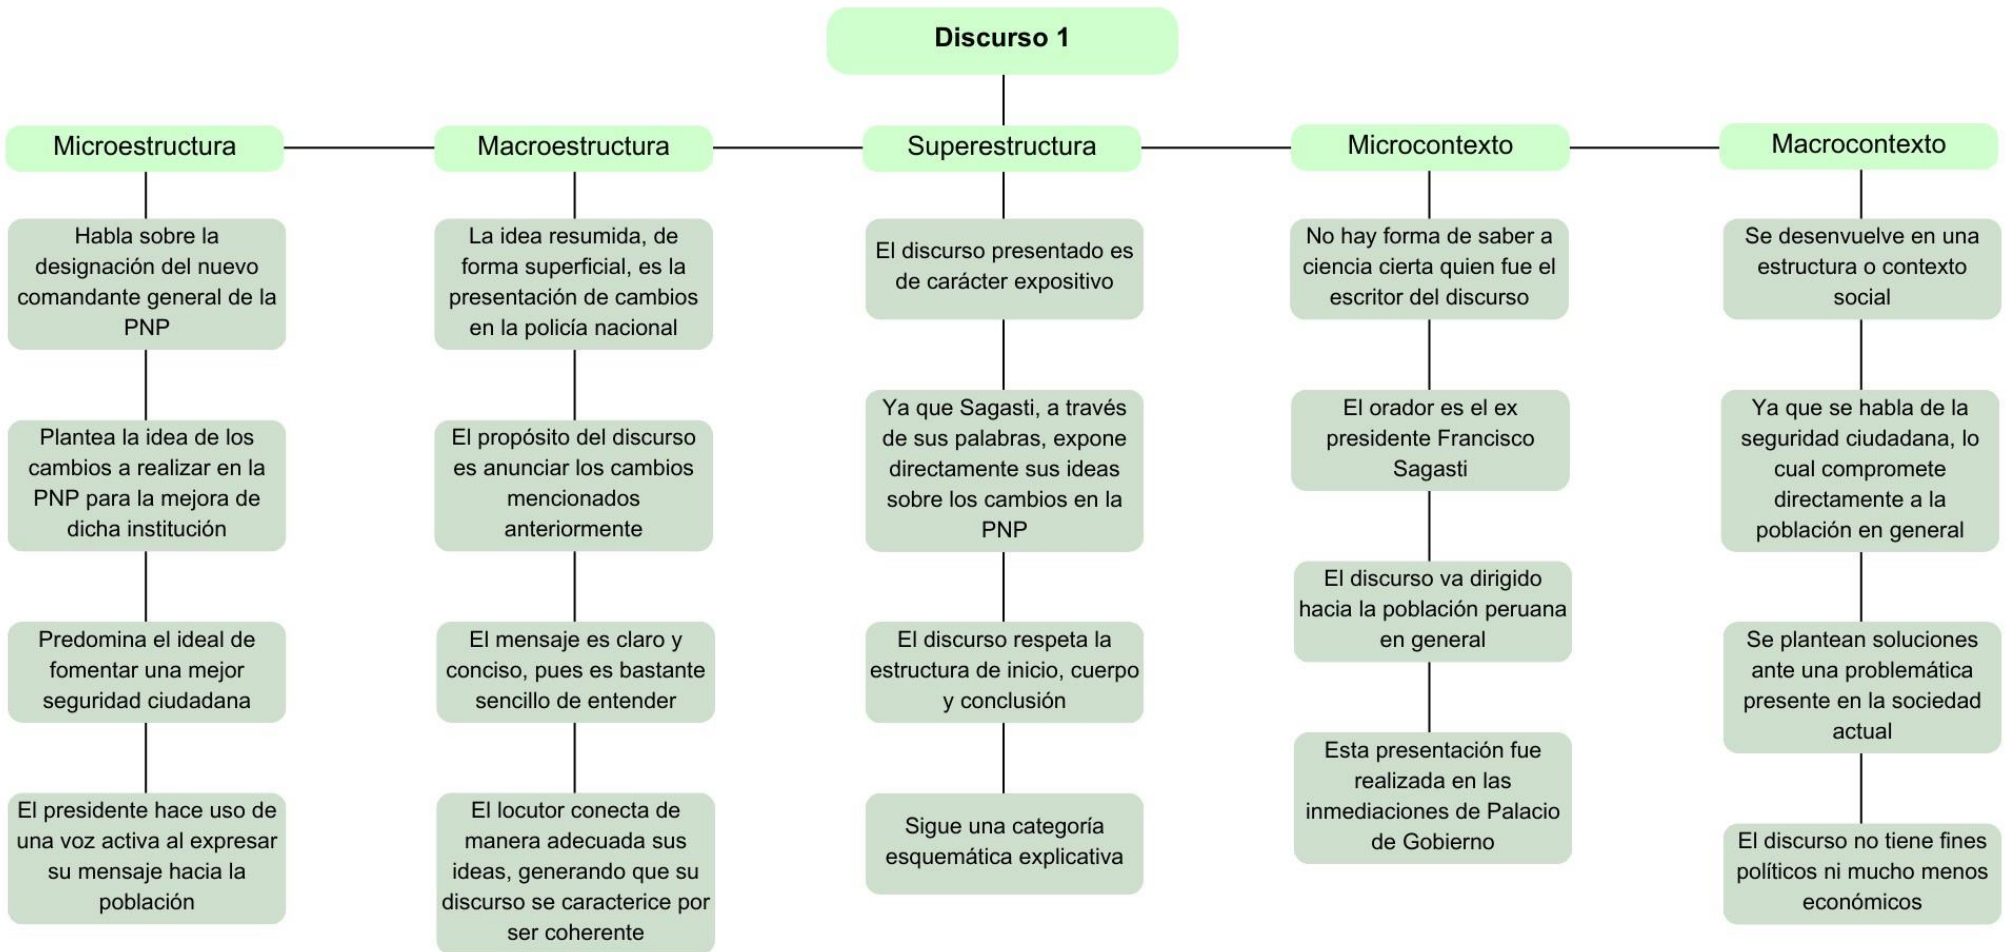 Discurso 1
Microestructura
Habla sobre la
designación del nuevo
comandante general de la
PNP
Plantea la idea de los
cambios a realizar en la
PNP para la mejora de
dicha institución
Predomina el ideal de
fomentar una mejor
seguridad ciudadana
El presidente hace uso de
una voz activa al expresar
su mensaje hacia la
población
Macroestructura
La idea resumida, de
forma superficial, es la
presentación de cambios
en la policía nacional
El propósito del discurso
es anunciar los cambios
mencionados
anteriormente
El mensaje es claro y
conciso, pues es bastante
sencillo de entender
El locutor conecta de
manera adecuada sus
ideas, generando que su
discurso se caracterice por
ser coherente
Superestructura
El discurso presentado es
de carácter expositivo
Ya que Sagasti, a través
de sus palabras, expone
directamente sus ideas
sobre los cambios en la
PNP
El discurso respeta la
estructura de inicio, cuerpo
y conclusión
Sigue una categoría
esquemática explicativa
Microcontexto
No hay forma de saber a
ciencia cierta quien fue el
escritor del discurso
El orador es el ex
presidente Francisco
Sagasti
El discurso va dirigido
hacia la población peruana
en general
Esta presentación fue
realizada en las
inmediaciones de Palacio
de Gobierno
Macrocontexto
Se desenvuelve en una
estructura o contexto
social
Ya que se habla de la
seguridad ciudadana, lo
cual compromete
directamente a la
población en general
Se plantean soluciones
ante una problemática
presente en la sociedad
actual
El discurso no tiene fines
políticos ni mucho menos
económicos